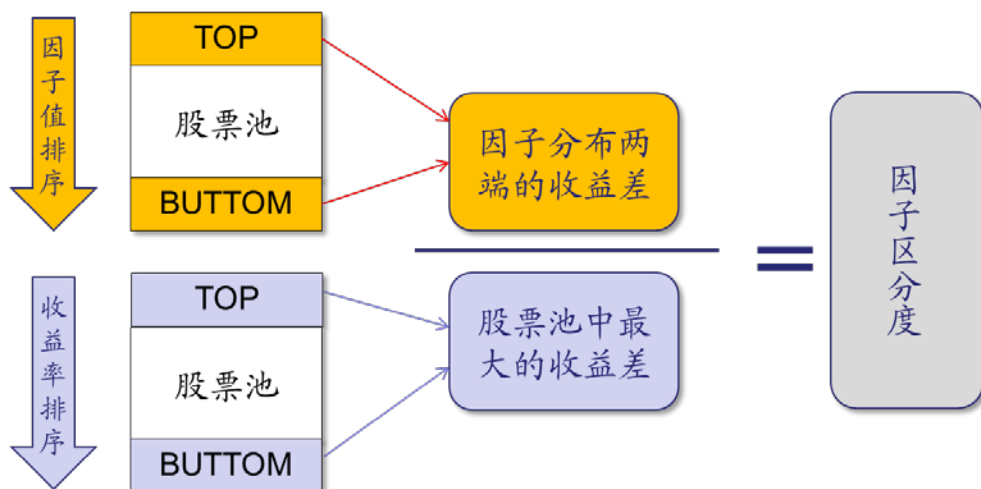 因子值排序
TOP
股票池
BUTTOM
因子分布两
端的收益差
收益率排序
TOP
股票池
BUTTOM
股票池中最
大的收益差
=
因子区分度